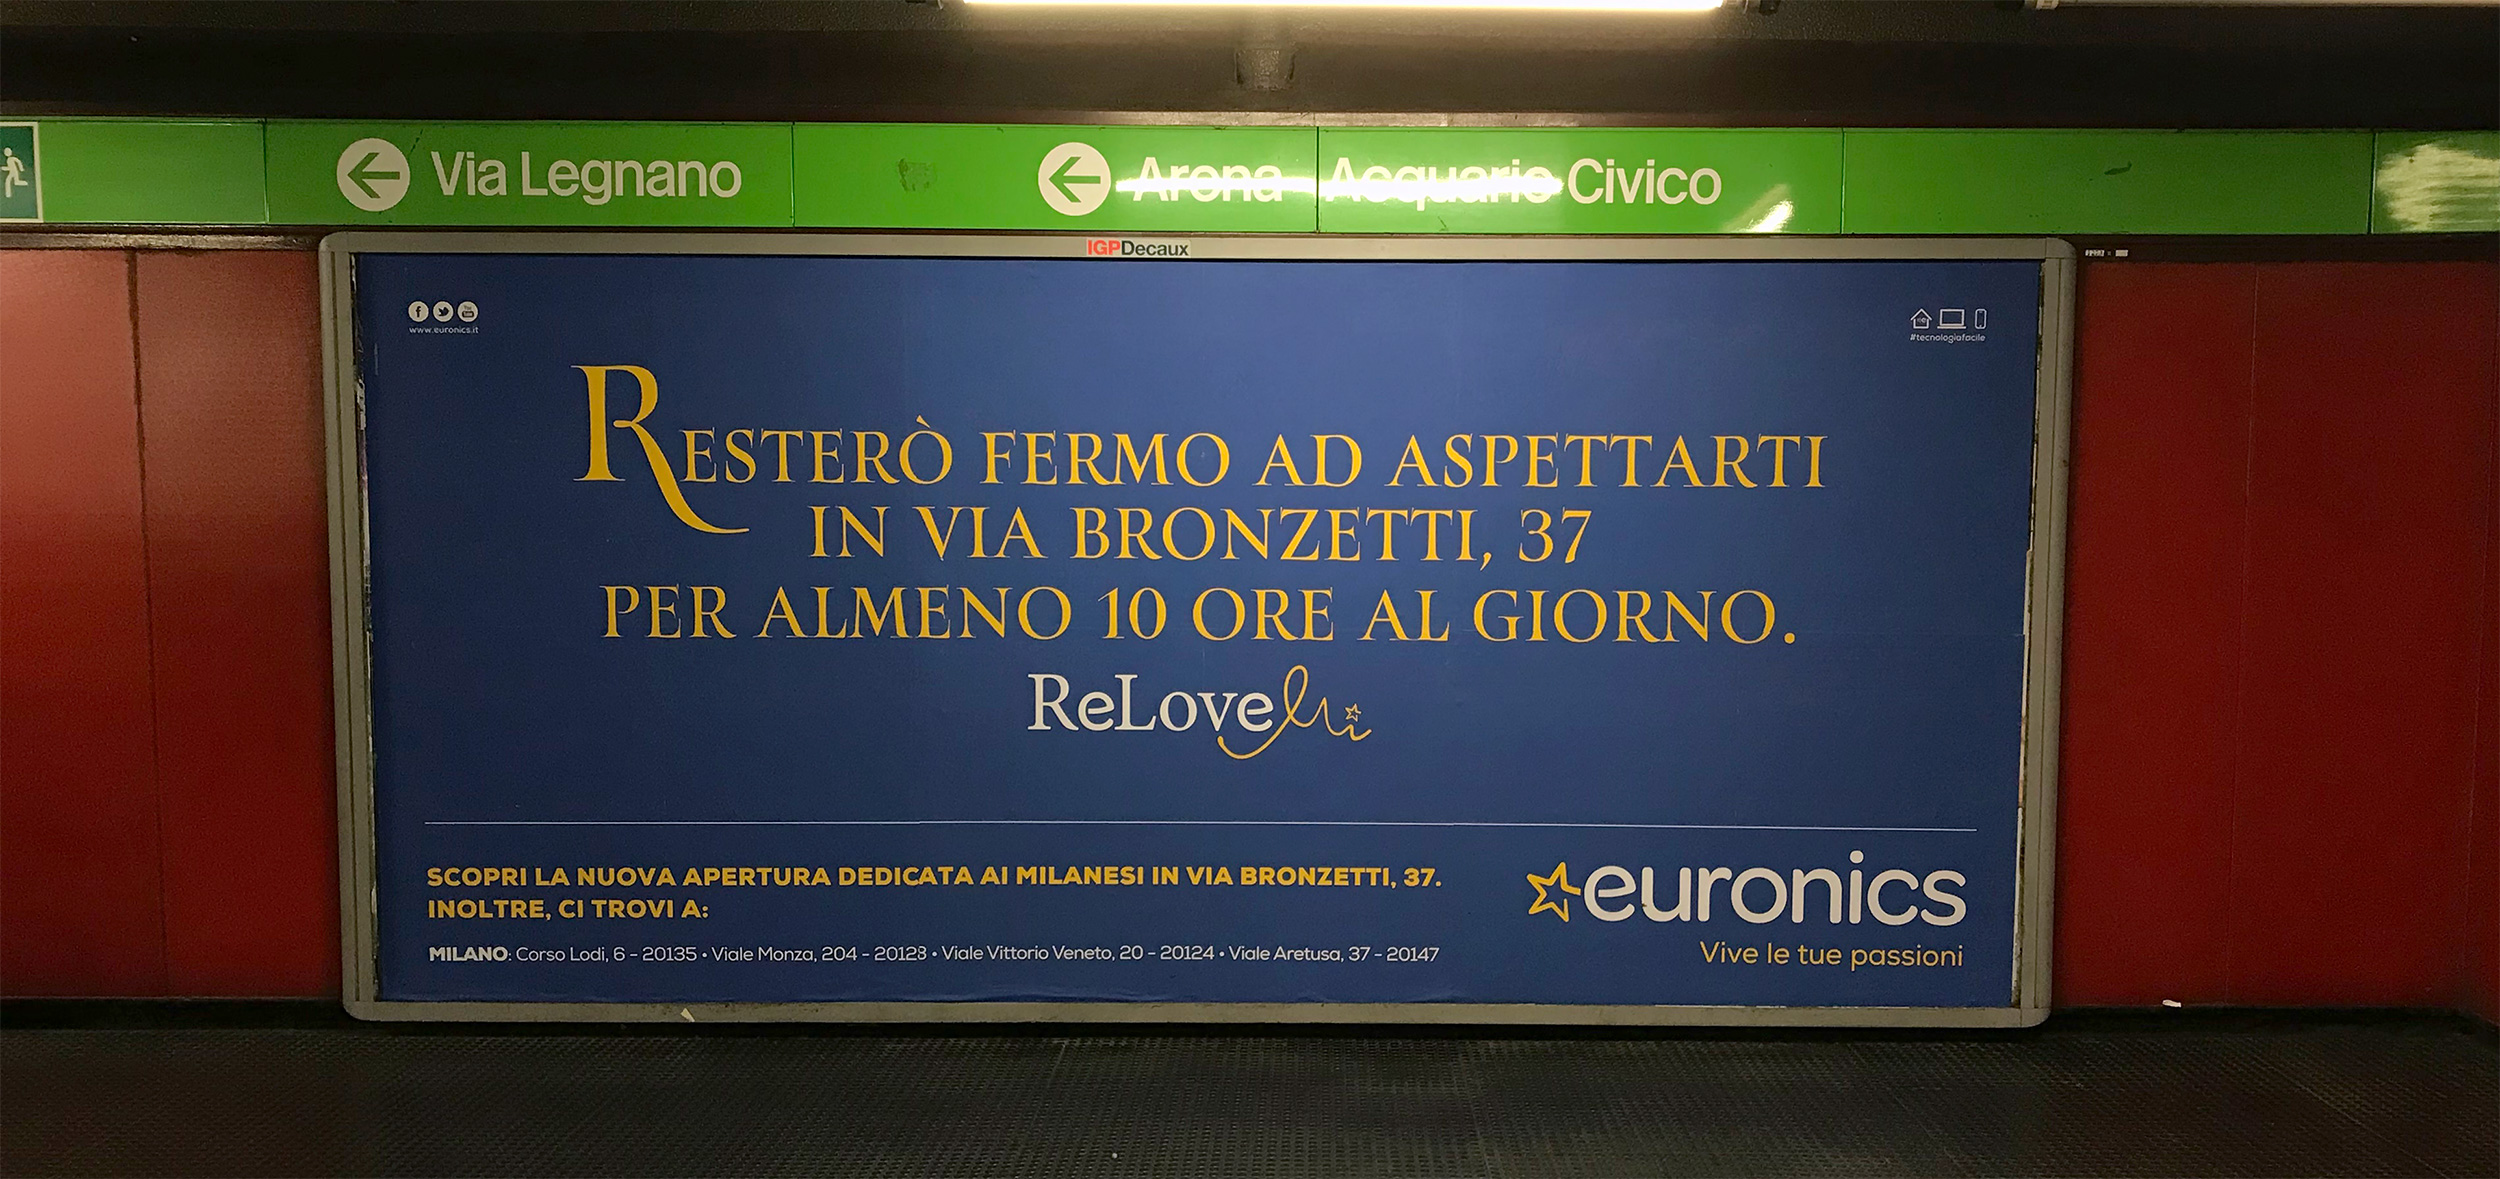 Via Legnano
Arena Acquario Civico
IGPDecaux
www.euronics.it
#tecnologiafacile
RESTERÒ FERMO AD ASPETTARTI
IN VIA BRONZETTI, 37
PER ALMENO 10 ORE AL GIORNO.
ReLoveMi
SCOPRI LA NUOVA APERTURA DEDICATA AI MILANESI IN VIA BRONZETTI, 37.
INOLTRE, CI TROVI A:
MILANO: Corso Lodi, 6 - 20135 • Viale Monza, 204 - 20128 • Viale Vittorio Veneto, 20 - 20124 • Viale Aretusa, 37 - 20147
euronics
Vive le tue passioni